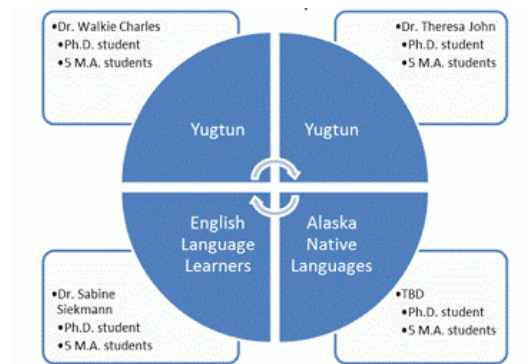 •Dr. Walkie Charles
•Ph.D. student
•5 M.A. students
•Dr. Theresa John
•Ph.D. student
•5 M.A. students
Yugtun
Yugtun
English
Language
Learners
Alaska
Native
Languages
•Dr. Sabine
Siekmann
•Ph.D. student
•5 M.A. students
•TBD
•Ph.D. student
•5 M.A. students